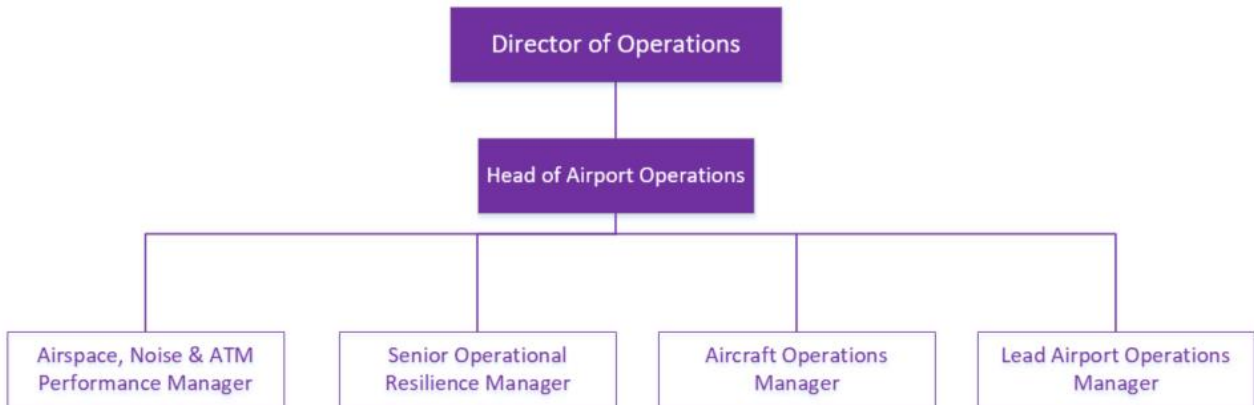 Director of Operations
Head of Airport Operations
Airspace, Noise & ATM
Performance Manager
Senior Operational
Resilience Manager
Aircraft Operations
Manager
Lead Airport Operations
Manager